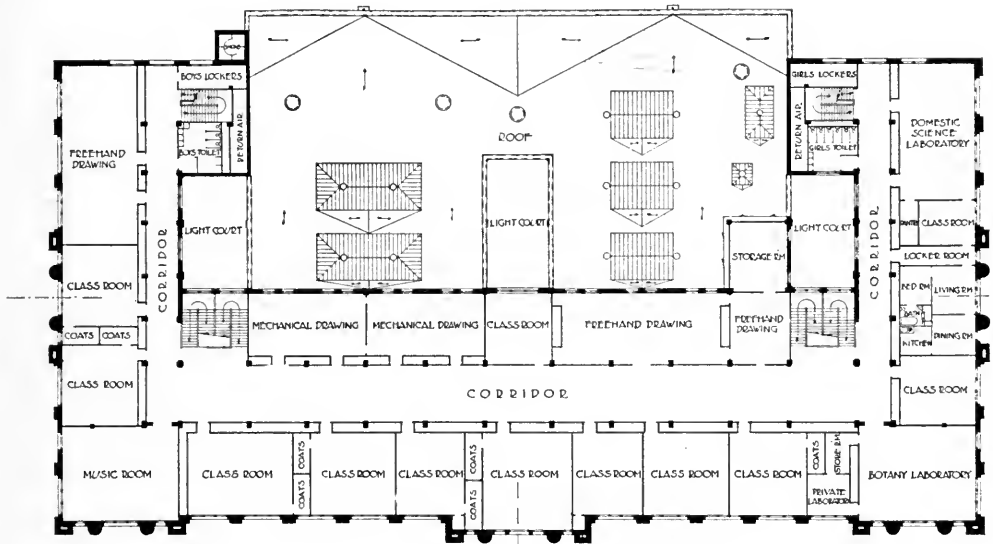 SMOKE
BOYS LOCKERS
GIRLS LOCKERS
FREEHAND
DRAWING
BOYS TOILET
RETURN AIR
ROOF
RETURN AIR
GIRLS TOILET
DOMESTIC
SCIENCE
LABORATORY
LIGHT COURT
LIGHT COURT
LIGHT COURT
PANTRY
CLASS ROOM
CORRIDOR
CORRIDOR
STORAGE RM
LOCKER ROOM
CLASS ROOM
BED RM
LIVING RM
BATH
COATS
COATS
MECHANICAL DRAWING
MECHANICAL DRAWING
CLASS ROOM
FREEHAND DRAWING
FREEHAND
DRAWING
KITCHEN
DINING RM
CLASS ROOM
CORRIDOR
CLASS ROOM
MUSIC ROOM
CLASS ROOM
COATS
COATS
CLASS ROOM
CLASS ROOM
COATS
COATS
CLASS ROOM
CLASS ROOM
CLASS ROOM
CLASS ROOM
COATS
STORE RM
PRIVATE
LABORATORY
BOTANY LABORATORY